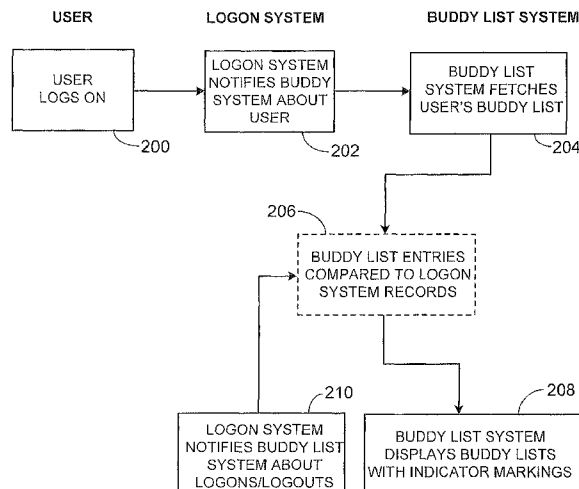 USER
LOGON SYSTEM
BUDDY LIST SYSTEM
USER
LOGS ON
200
LOGON SYSTEM
NOTIFIES BUDDY
SYSTEM ABOUT
USER
202
BUDDY LIST
SYSTEM FETCHES
USER'S BUDDY LIST
204
206
BUDDY LIST ENTRIES
COMPARED TO LOGON
SYSTEM RECORDS
210
LOGON SYSTEM
NOTIFIES BUDDY LIST
SYSTEM ABOUT
LOGONS/LOGOUTS
208
BUDDY LIST SYSTEM
DISPLAYS BUDDY LISTS
WITH INDICATOR MARKINGS